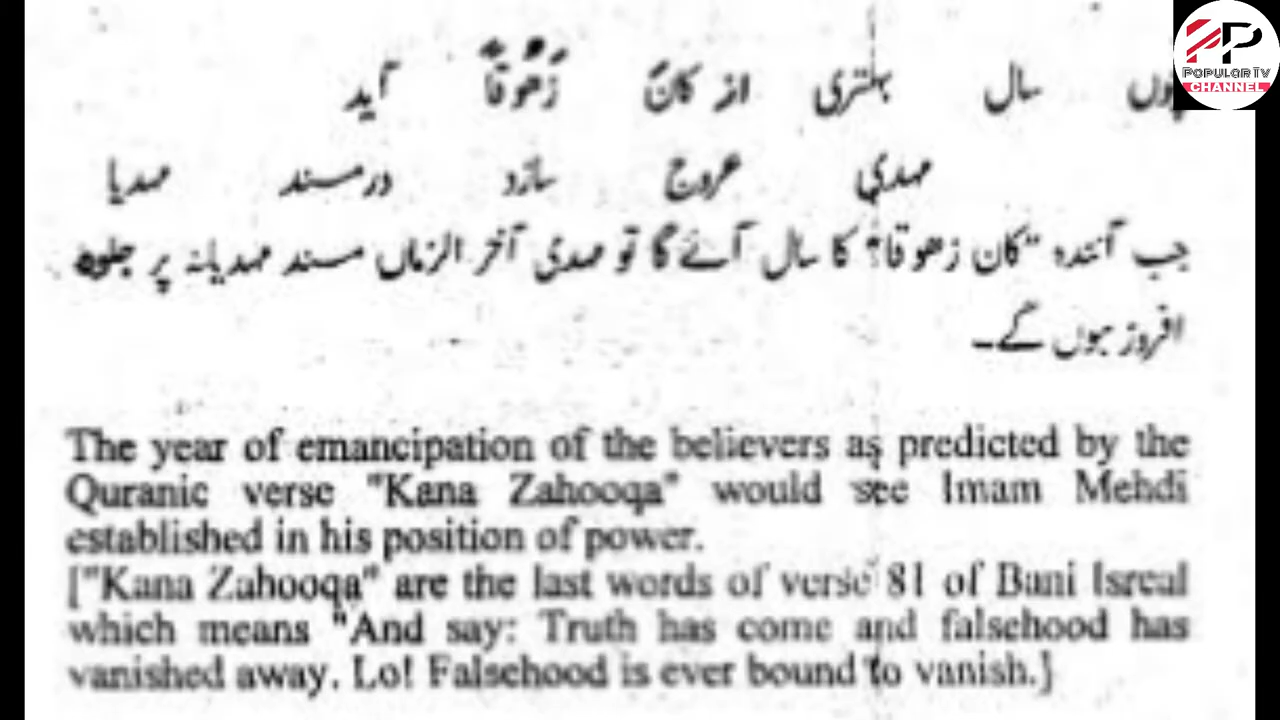 چوں سال بہتری از کان زَھُوقاً آید
مہدی عروج سازد در مسند مہدیا
جب آئندہ "کان زھوقا" کا سال آئے گا تو مہدی آخر الزماں مسند مہدیانہ پر جلوہ
افروز ہوں گے۔
The year of emancipation of the believers as predicted by the
Quranic verse "Kana Zahooqa" would see Imam Mehdi
established in his position of power.
["Kana Zahooqa" are the last words of verse 81 of Bani Isreal
which means "And say: Truth has come and falsehood has
vanished away. Lo! Falsehood is ever bound to vanish.]
AP
POPULAR TV
CHANNEL